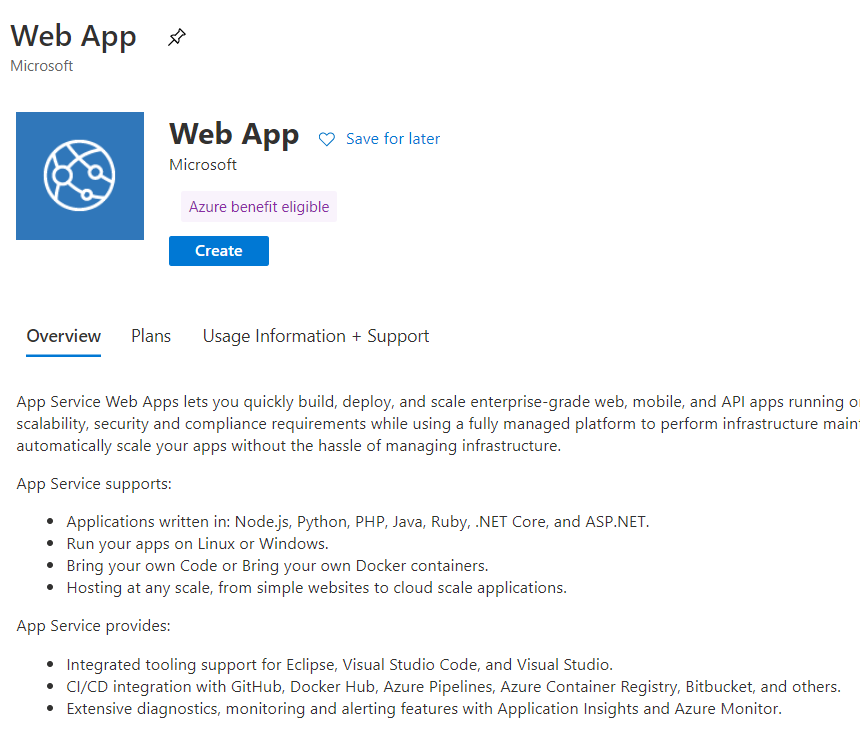 Web App
Microsoft
Web App
Save for later
Microsoft
Azure benefit eligible
Create
Overview Plans Usage Information + Support
App Service Web Apps lets you quickly build, deploy, and scale enterprise-grade web, mobile, and API apps running
scalability, security and compliance requirements while using a fully managed platform to perform infrastructure
automatically scale your apps without the hassle of managing infrastructure.
App Service supports:
• Applications written in: Node.js, Python, PHP, Java, Ruby, .NET Core, and ASP.NET.
• Run your apps on Linux or Windows.
• Bring your own Code or Bring your own Docker containers.
• Hosting at any scale, from simple websites to cloud scale applications.
App Service provides:
• Integrated tooling support for Eclipse, Visual Studio Code, and Visual Studio.
• CI/CD integration with GitHub, Docker Hub, Azure Pipelines, Azure Container Registry, Bitbucket, and others.
• Extensive diagnostics, monitoring and alerting features with Application Insights and Azure Monitor.